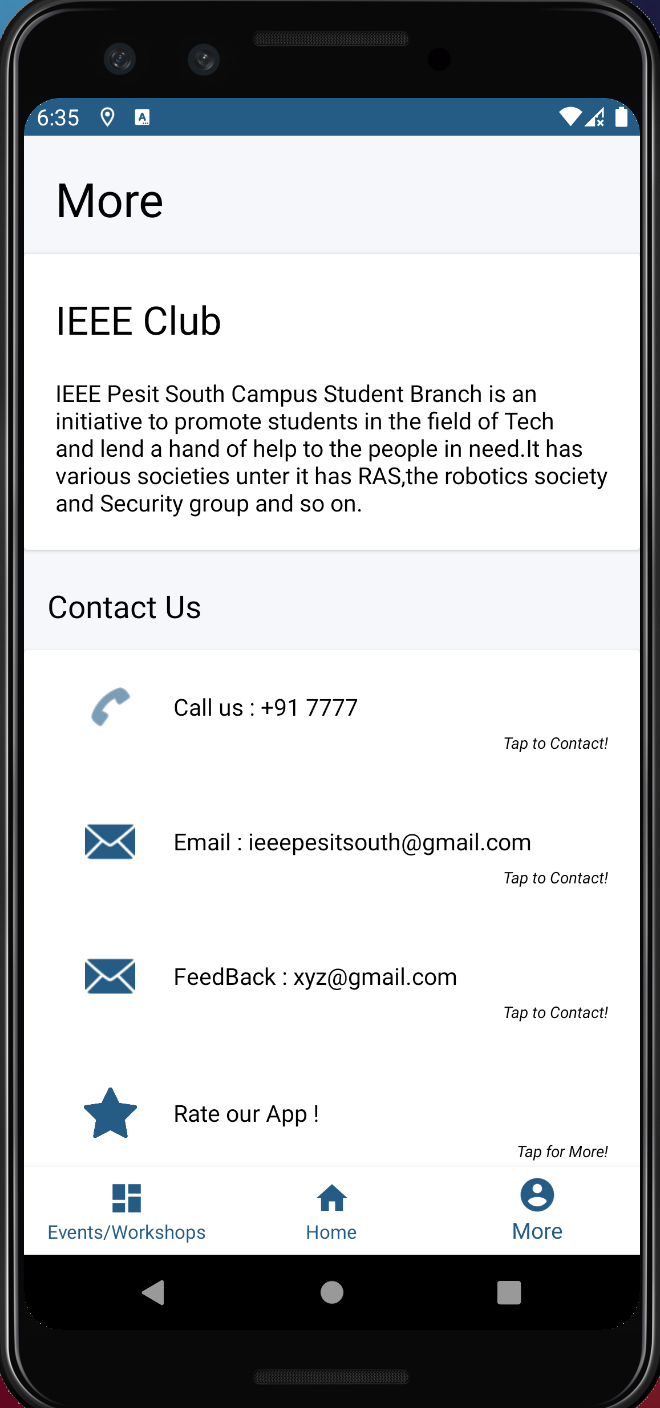 6:35
More
IEEE Club
IEEE Pesit South Campus Student Branch is an
initiative to promote students in the field of Tech
and lend a hand of help to the people in need.It has
various societies unter it has RAS,the robotics society
and Security group and so on.
Contact Us
Call us : +91 7777
Tap to Contact!
Email : ieeepesitsouth@gmail.com
Tap to Contact!
FeedBack : xyz@gmail.com
Tap to Contact!
Rate our App !
Tap for More!
Events/Workshops
Home
More